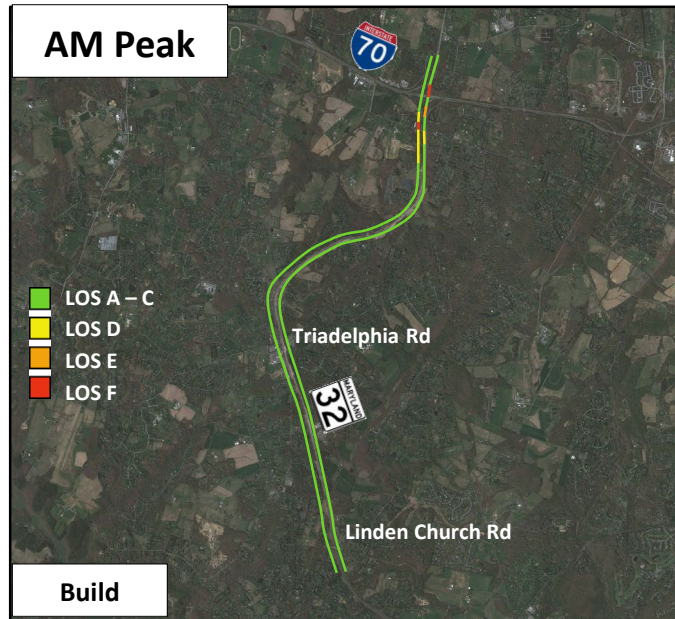 AM Peak
INTERSTATE
70
LOS A – C
LOS D
LOS E
LOS F
Triadelphia Rd
MARYLAND
32
Linden Church Rd
Build